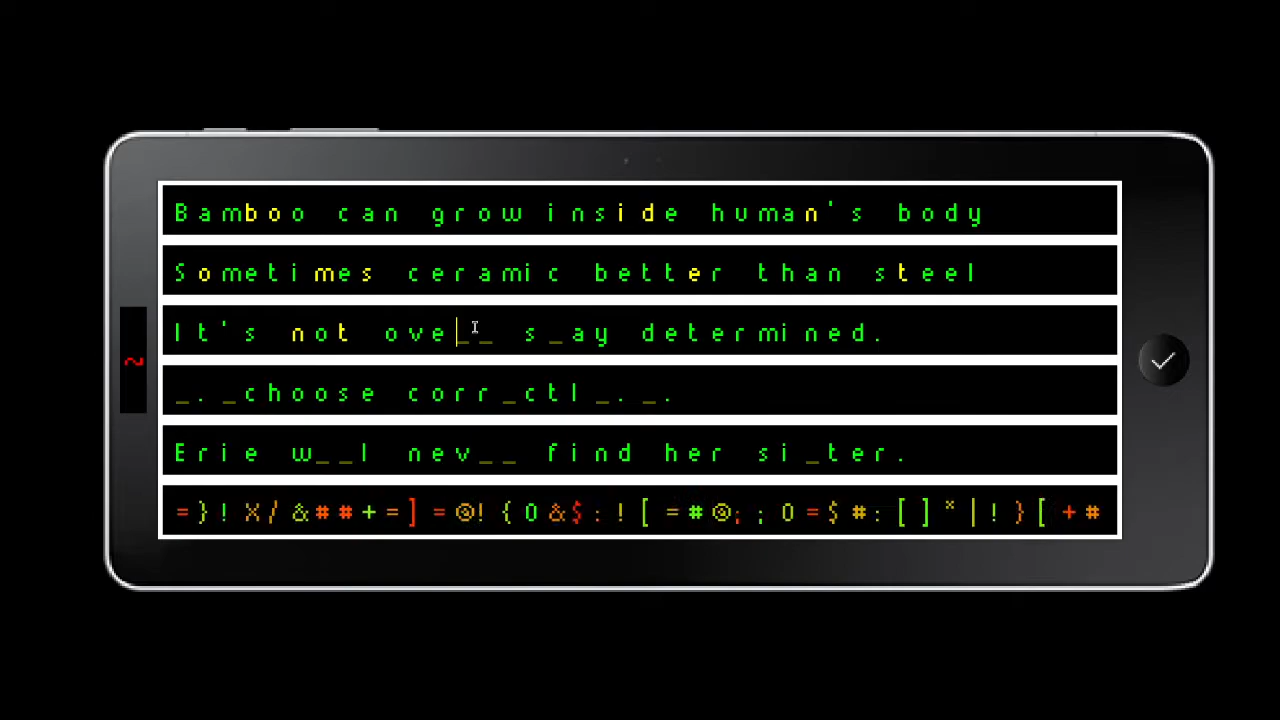 Bamboo can grow inside human's body
Sometimes ceramic better than steel
It's not ove__ s_ay determined.
_._choose corr_ctl_._.
Erie w__l nev__ find her si_ter.
=}!X/&##+=]=@!{0&$:![=#@;;0=$#:[]*|!}[+#
~